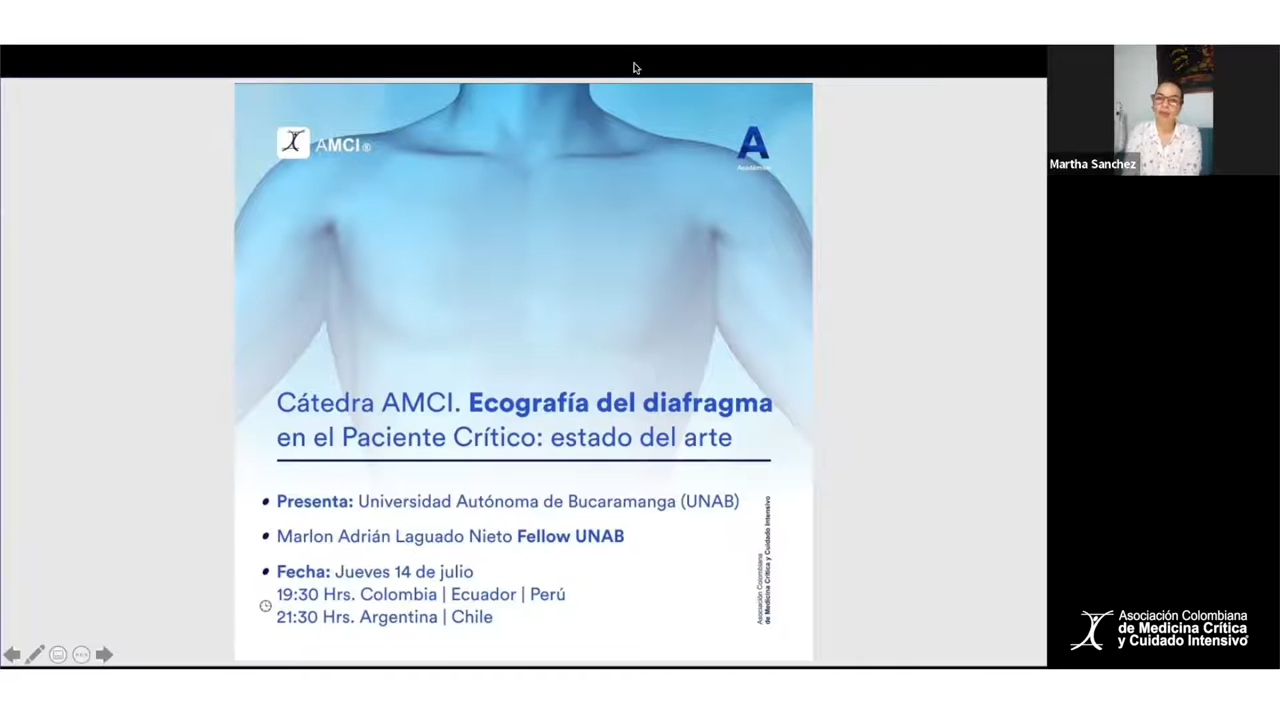 AMCI®
A
Académico
Cátedra AMCI. Ecografía del diafragma
en el Paciente Crítico: estado del arte
Presenta: Universidad Autónoma de Bucaramanga (UNAB)
Marlon Adrián Laguado Nieto Fellow UNAB
Fecha: Jueves 14 de julio
19:30 Hrs. Colombia | Ecuador | Perú
21:30 Hrs. Argentina | Chile
Asociación Colombiana
de Medicina Crítica y Cuidado Intensivo
Martha Sanchez
Asociación Colombiana
de Medicina Crítica
y Cuidado Intensivo